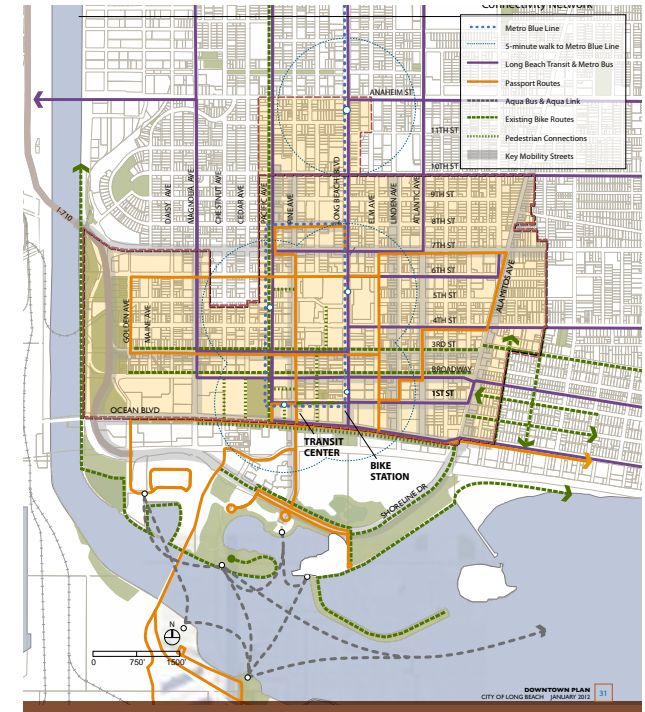 Connectivity Network
Metro Blue Line
5-minute walk to Metro Blue Line
Long Beach Transit & Metro Bus
Passport Routes
Aqua Bus & Aqua Link
Existing Bike Routes
Pedestrian Connections
Key Mobility Streets
ANAHEIM ST
11TH ST
10TH ST
I-710
DAISY AVE
MAGNOLIA AVE
CHESTNUT AVE
CEDAR AVE
PACIFIC AVE
PINE AVE
LONG BEACH BLVD
ELM AVE
LINDEN AVE
ATLANTIC AVE
9TH ST
8TH ST
7TH ST
6TH ST
5TH ST
4TH ST
3RD ST
BROADWAY
1ST ST
ALAMITOS AVE
GOLDEN AVE
MAINE AVE
OCEAN BLVD
TRANSIT
CENTER
BIKE
STATION
SHORELINE DR
N
0 750' 1500'
DOWNTOWN PLAN
CITY OF LONG BEACH JANUARY 2012
31